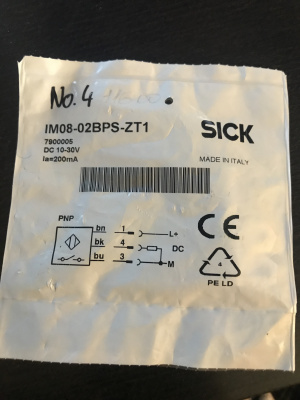 No. 4
IM08-02BPS-ZT1
SICK
7900005
DC 10-30V
Ia=200mA
MADE IN ITALY
PNP
bn 1 L+
bk 4 DC
bu 3 M
CE
4
PE LD